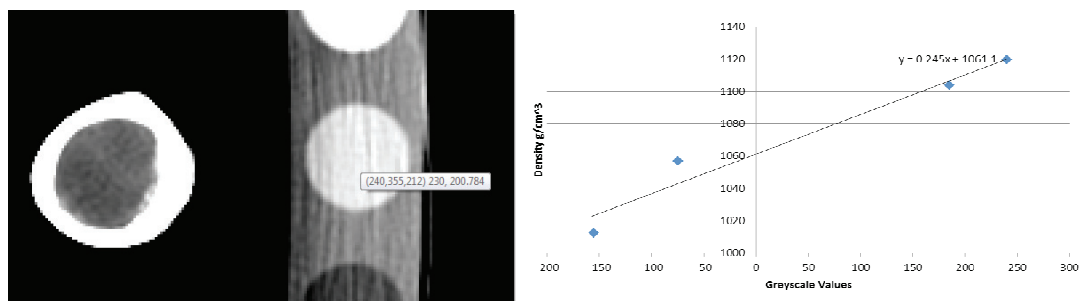 (240,355,212) 230, 200.784
1140
1120
1100
1080
1060
1040
1020
1000
y = 0.245x + 1061.1
Density g/cm^3
200 150 100 50 0 50 100 150 200 250 300
Greyscale Values